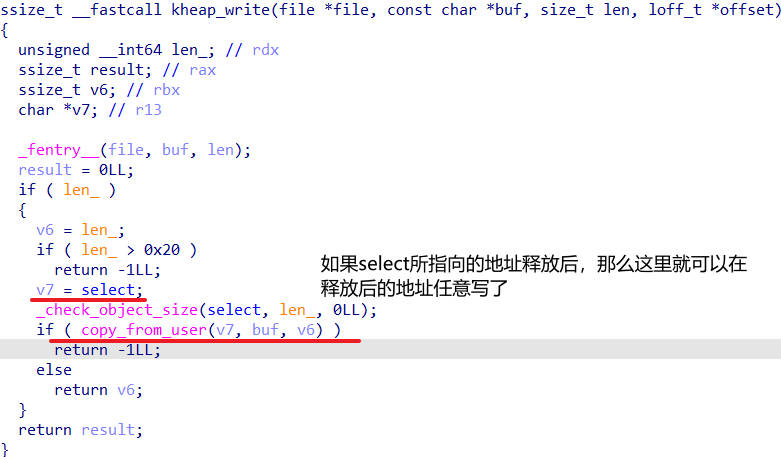 ssize_t __fastcall kheap_write(file *file, const char *buf, size_t len, loff_t *offset)
{
  unsigned __int64 len_; // rdx
  ssize_t result; // rax
  ssize_t v6; // rbx
  char *v7; // r13
  _fentry__(file, buf, len);
  result = 0LL;
  if ( len_ )
  {
    v6 = len_;
    if ( len_ > 0x20 )
      return -1LL;
    v7 = select;
    _check_object_size(select, len_, 0LL);
    if ( copy_from_user(v7, buf, v6) )
      return -1LL;
    else
      return v6;
  }
  return result;
}
如果select所指向的地址释放后，那么这里就可以在
释放后的地址任意写了